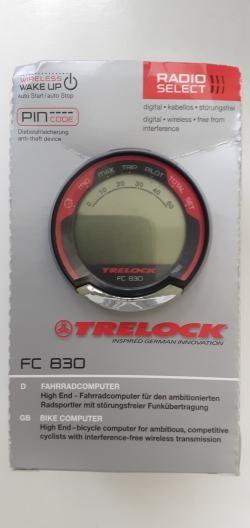 WIRELESS
WAKE UP
Auto Start / auto Stop
PIN CODE
Diebstahlsicherung
anti-theft device
RADIO
SELECT
digital • kabellos • störungsfrei
digital • wireless • free from
interference
MID MAX TRIP PILOT TOTAL SET
0 10 20 30 40 50
TRELOCK
FC 830
TRELOCK
INSPIRED GERMAN INNOVATION
FC 830
D FAHRRADCOMPUTER
High End - Fahrradcomputer für den ambitionierten
Radsportler mit störungsfreier Funkübertragung
GB BIKE COMPUTER
High End – bicycle computer for ambitious, competitive
cyclists with interference-free wireless transmission